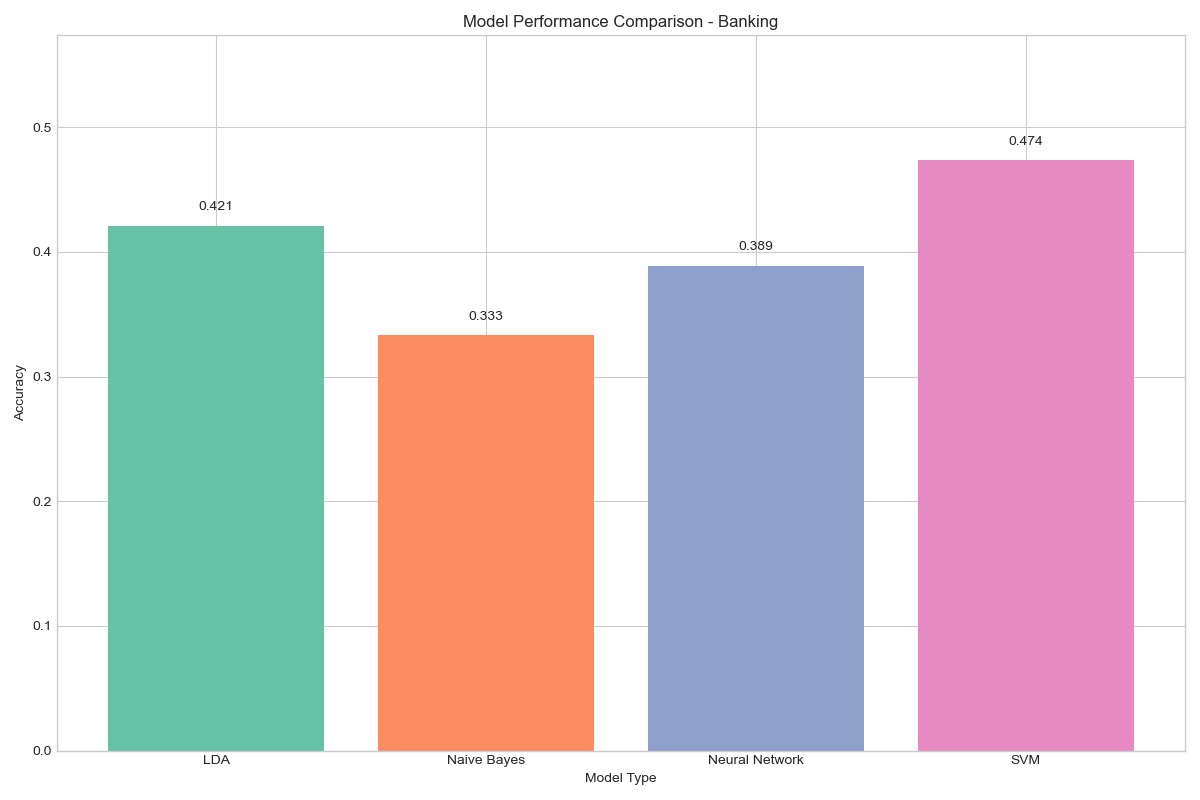 Model Performance Comparison - Banking
0.5
0.4
0.3
0.2
0.1
0.0
Accuracy
0.421
0.333
0.389
0.474
LDA
Naive Bayes
Neural Network
SVM
Model Type